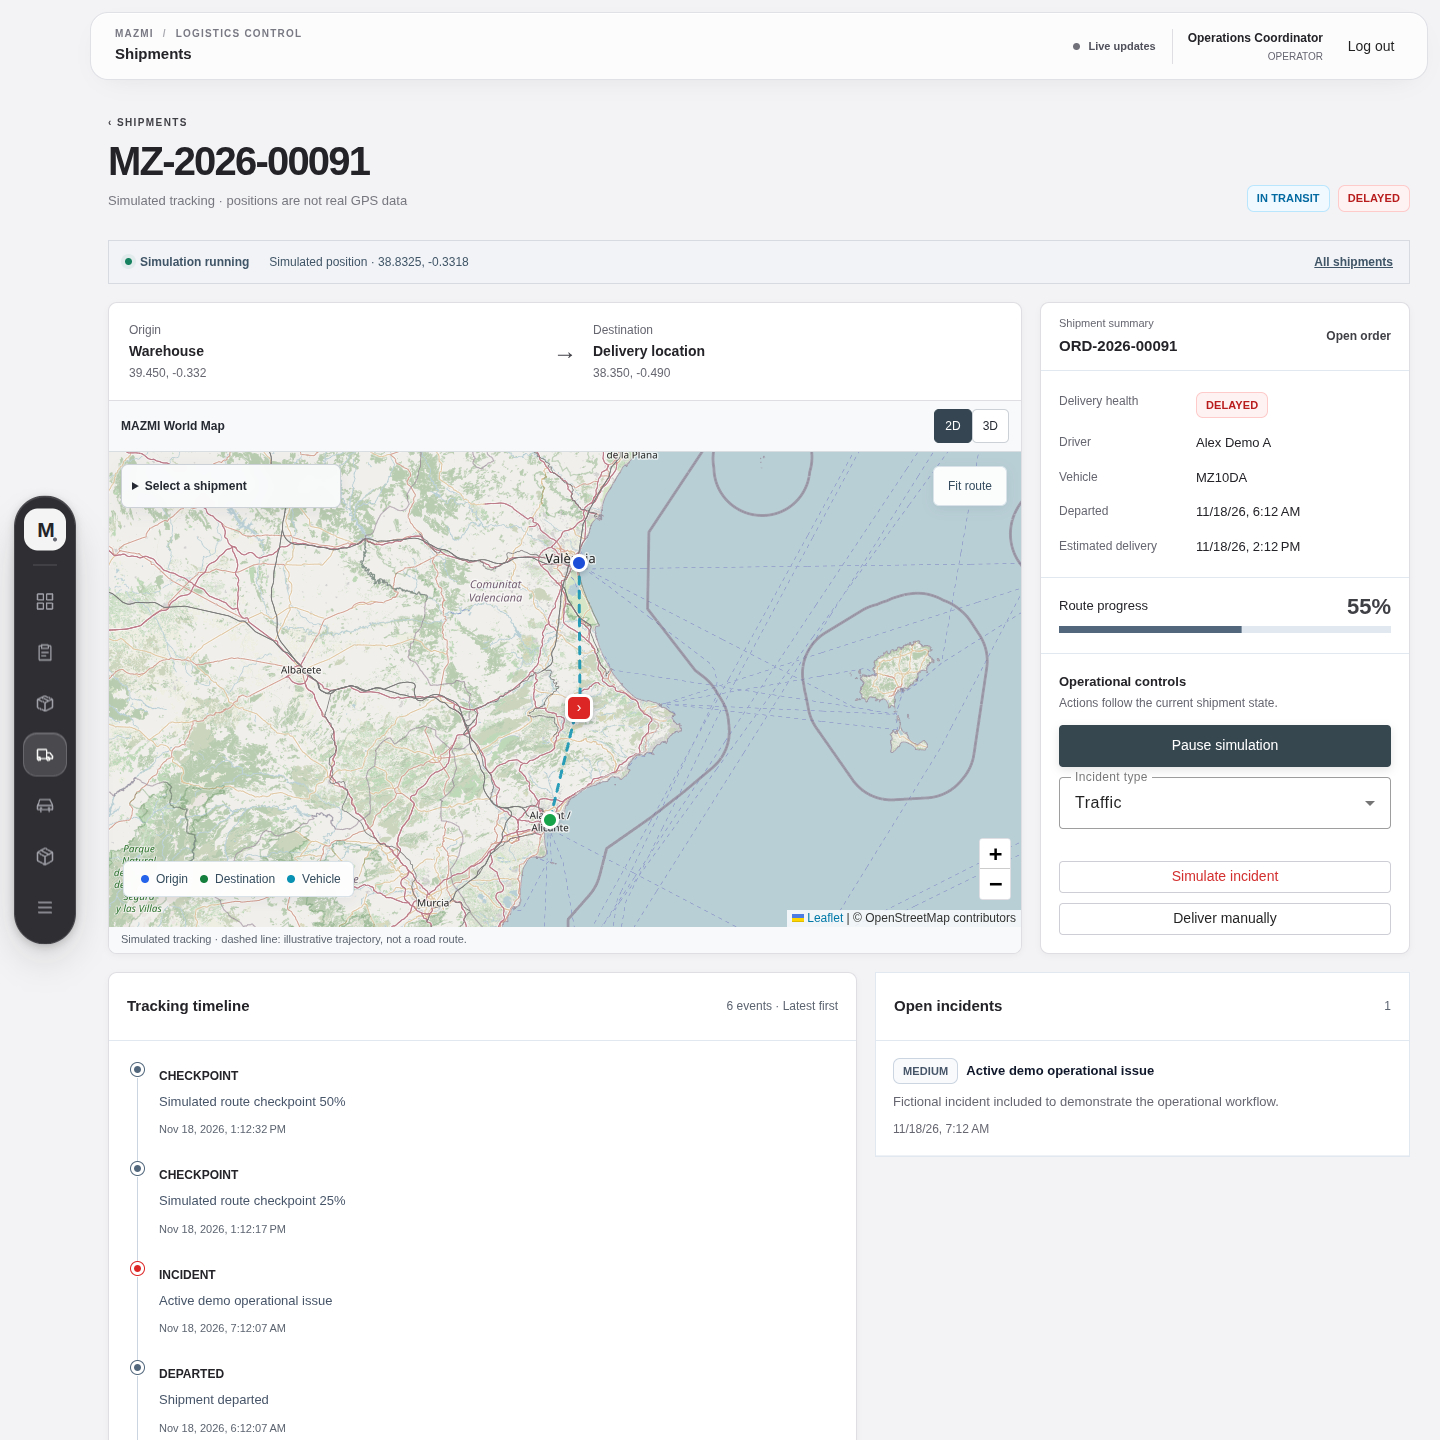 MAZMI / LOGISTICS CONTROL
Shipments
Live updates
Operations Coordinator
OPERATOR
Log out
‹ SHIPMENTS
MZ-2026-00091
Simulated tracking · positions are not real GPS data
IN TRANSIT
DELAYED
Simulation running
Simulated position · 38.8325, -0.3318
All shipments
Origin
Warehouse
39.450, -0.332
→
Destination
Delivery location
38.350, -0.490
MAZMI World Map
2D
3D
de la Plana
Select a shipment
Fit route
Comunitat
Valenciana
Albacete
›
Parque
y las Villas
Murcia
Origin
Destination
Vehicle
+
−
Leaflet | © OpenStreetMap contributors
Simulated tracking · dashed line: illustrative trajectory, not a road route.
Shipment summary
ORD-2026-00091
Open order
Delivery health
DELAYED
Driver
Alex Demo A
Vehicle
MZ10DA
Departed
11/18/26, 6:12 AM
Estimated delivery
11/18/26, 2:12 PM
Route progress
55%
Operational controls
Actions follow the current shipment state.
Pause simulation
Incident type
Traffic
Simulate incident
Deliver manually
M
Tracking timeline
6 events · Latest first
CHECKPOINT
Simulated route checkpoint 50%
Nov 18, 2026, 1:12:32 PM
CHECKPOINT
Simulated route checkpoint 25%
Nov 18, 2026, 1:12:17 PM
INCIDENT
Active demo operational issue
Nov 18, 2026, 7:12:07 AM
DEPARTED
Shipment departed
Nov 18, 2026, 6:12:07 AM
Open incidents
1
MEDIUM
Active demo operational issue
Fictional incident included to demonstrate the operational workflow.
11/18/26, 7:12 AM